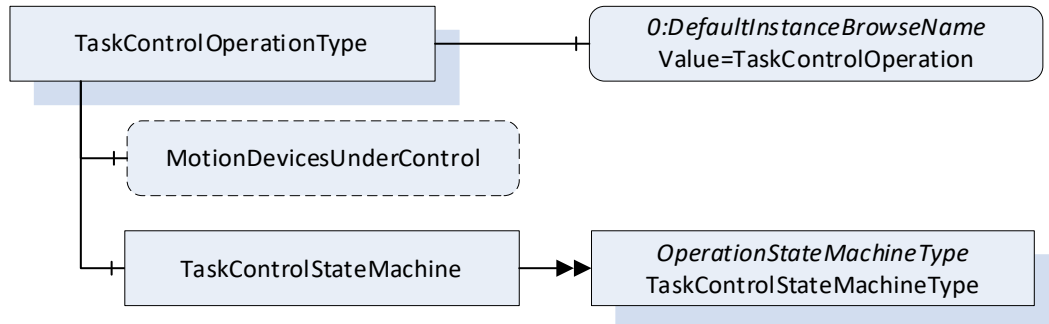 TaskControlOperationType
0:DefaultInstanceBrowseName
Value=TaskControlOperation
MotionDevicesUnderControl
TaskControlStateMachine
OperationStateMachineType
TaskControlStateMachineType